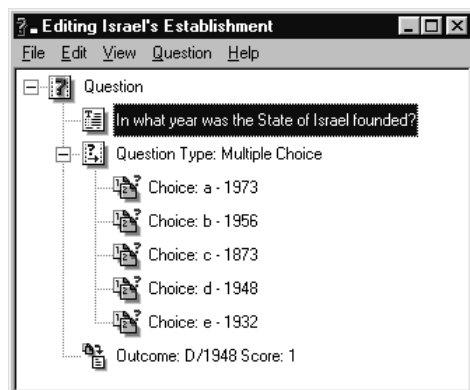 Editing Israel's Establishment
File Edit View Question Help
Question
In what year was the State of Israel founded?
Question Type: Multiple Choice
Choice: a - 1973
Choice: b - 1956
Choice: c - 1873
Choice: d - 1948
Choice: e - 1932
Outcome: D/1948 Score: 1